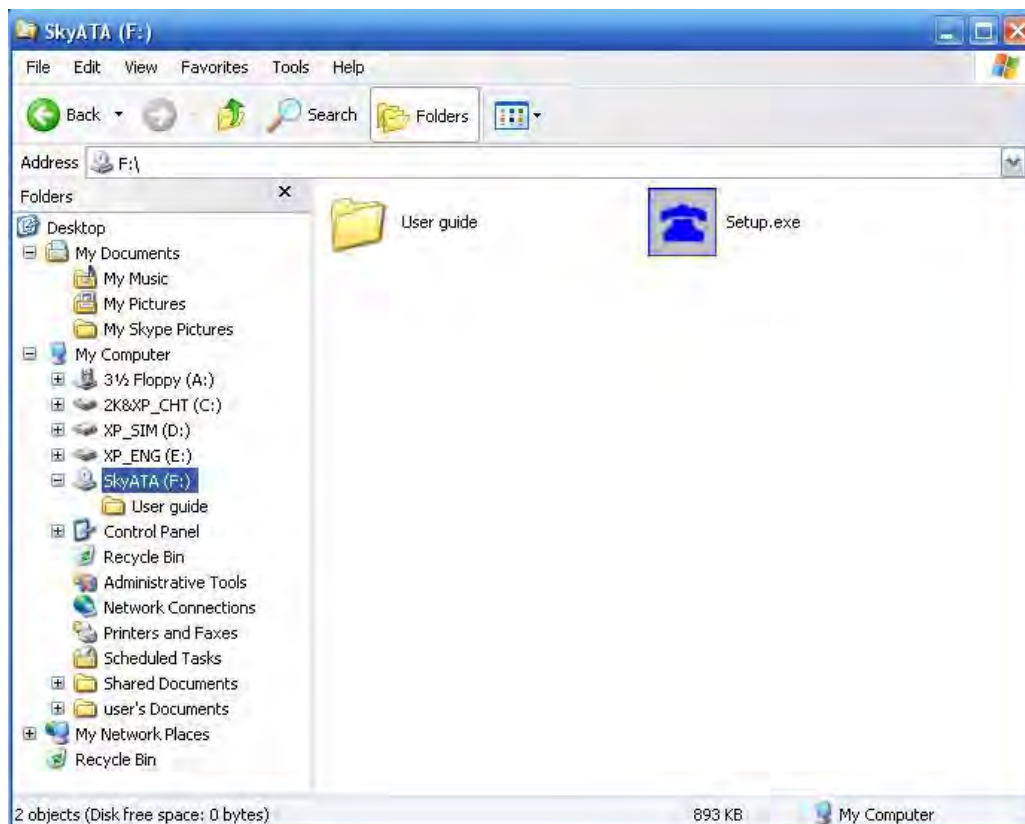 SkyATA (F:)
File Edit View Favorites Tools Help
Back Search Folders
Address F:\
Folders
Desktop
My Documents
My Music
My Pictures
My Skype Pictures
My Computer
3½ Floppy (A:)
2K&XP_CHT (C:)
XP_SIM (D:)
XP_ENG (E:)
SkyATA (F:)
User guide
Control Panel
Recycle Bin
Administrative Tools
Network Connections
Printers and Faxes
Scheduled Tasks
Shared Documents
user's Documents
My Network Places
Recycle Bin
User guide Setup.exe
2 objects (Disk free space: 0 bytes) 893 KB My Computer